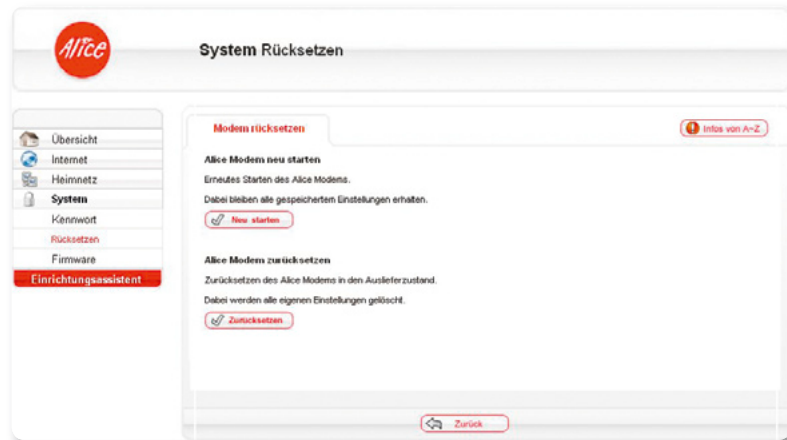 Alice
System Rücksetzen
Übersicht
Internet
Heimnetz
System
Kennwort
Rücksetzen
Firmware
Einrichtungsassistent
Modem rücksetzen
Infos von A-Z
Alice Modem neu starten
Erneutes Starten des Alice Modems.
Dabei bleiben alle gespeichertem Einstellungen erhalten.
Neu starten
Alice Modem zurücksetzen
Zurücksetzen des Alice Modems in den Auslieferzustand.
Dabei werden alle eigenen Einstellungen gelöscht.
Zurücksetzen
Zurück